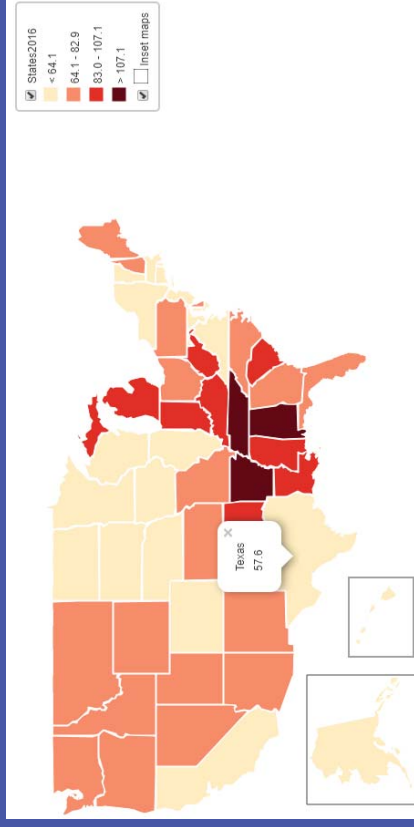 States2016
< 64.1
64.1 - 82.9
83.0 - 107.1
> 107.1
Inset maps
×
Texas
57.6